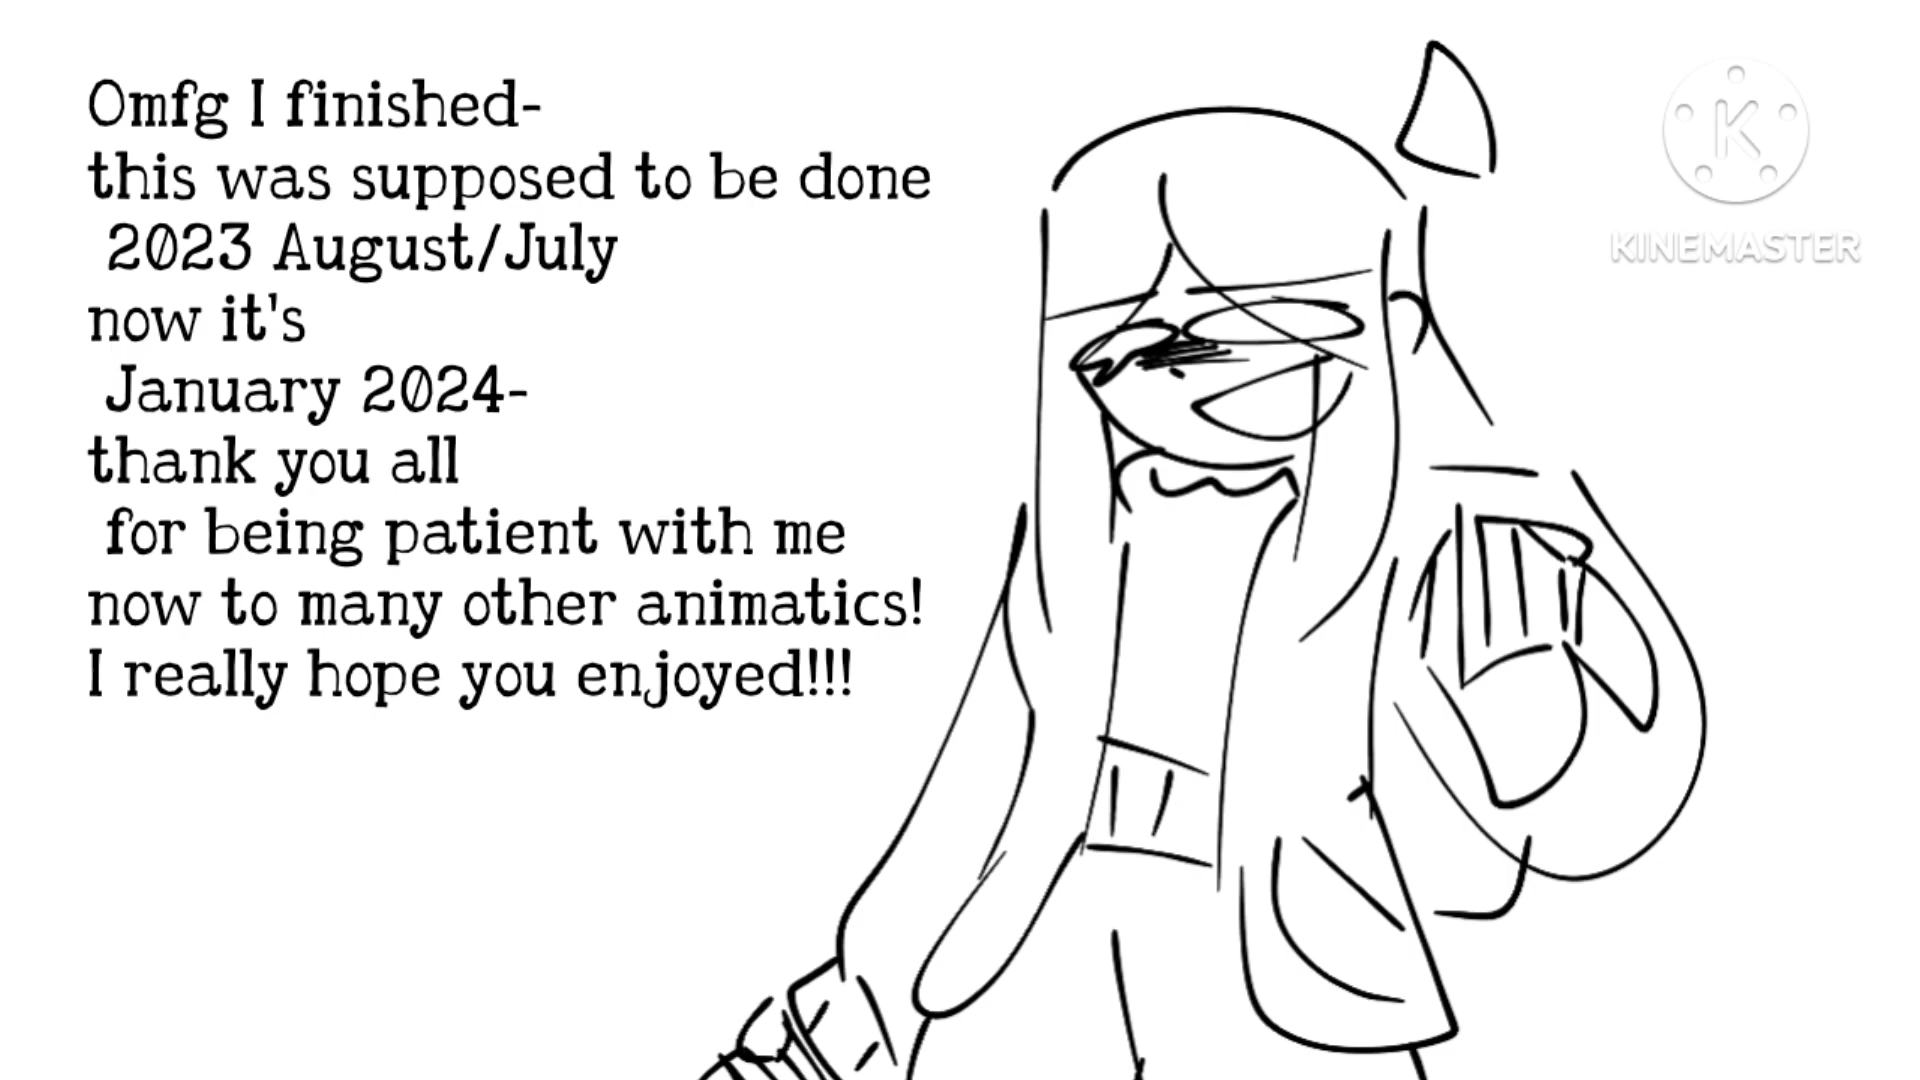 Omfg I finished-
this was supposed to be done
2023 August/July
now it's
January 2024-
thank you all
for being patient with me
now to many other animatics!
I really hope you enjoyed!!!
K
KINEMASTER